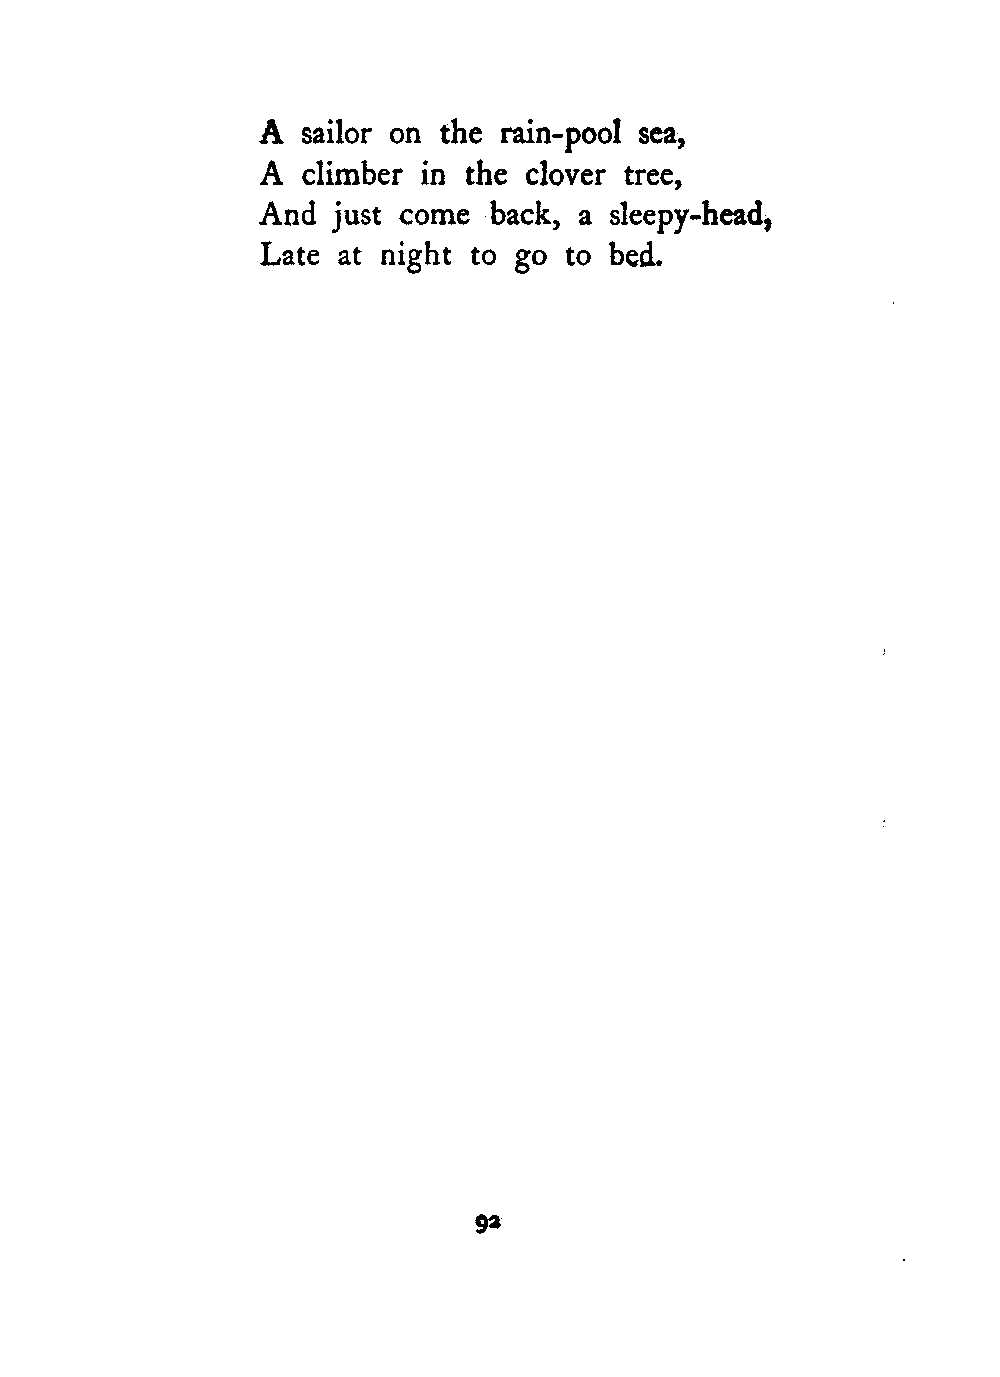 A sailor on the rain-pool sea,
A climber in the clover tree,
And just come back, a sleepy-head,
Late at night to go to bed.
92